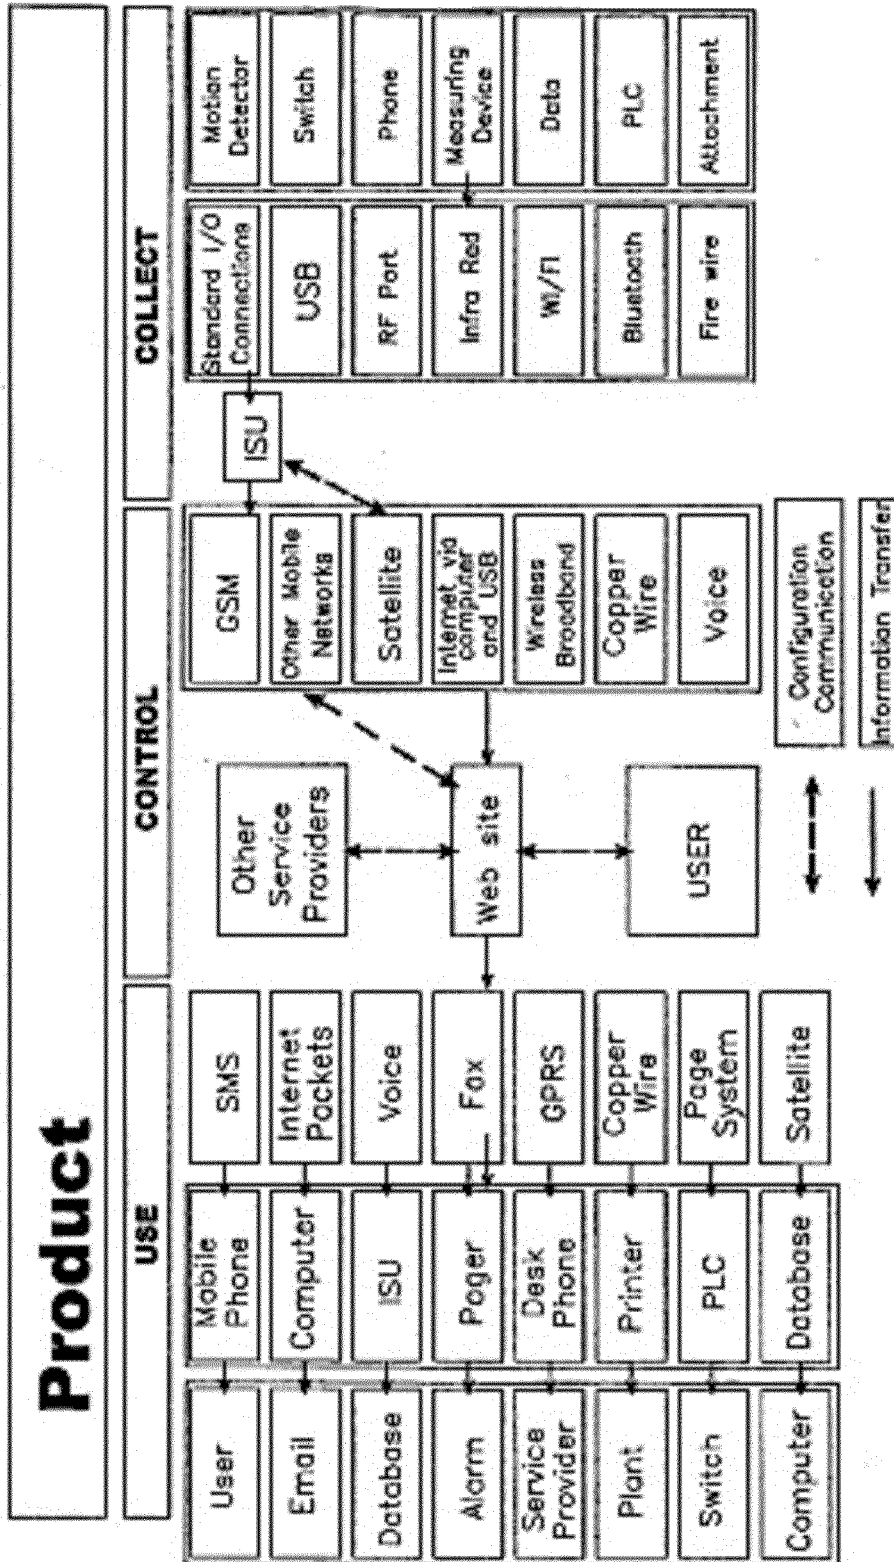 Product
USE
CONTROL
COLLECT
User
Email
Database
Alarm
Service
Provider
Plant
Switch
Computer
Mobile
Phone
Computer
ISU
Poger
Desk
Phone
Printer
PLC
Database
SMS
Internet
Packets
Voice
Fax
GPRS
Copper
Wire
Page
System
Satellite
Other
Service
Providers
Web site
USER
GSM
Other Mobile
Networks
Satellite
Internet via
computer
and USB
Wireless
Broadband
Copper
Wire
Voice
ISU
Standard I/O
Connections
USB
RF Port
Infra Red
Wi/Fi
Bluetooth
Fire wire
Motion
Detector
Switch
Phone
Measuring
Device
Data
PLC
Attachment
Configuration
Communication
Information Transfer